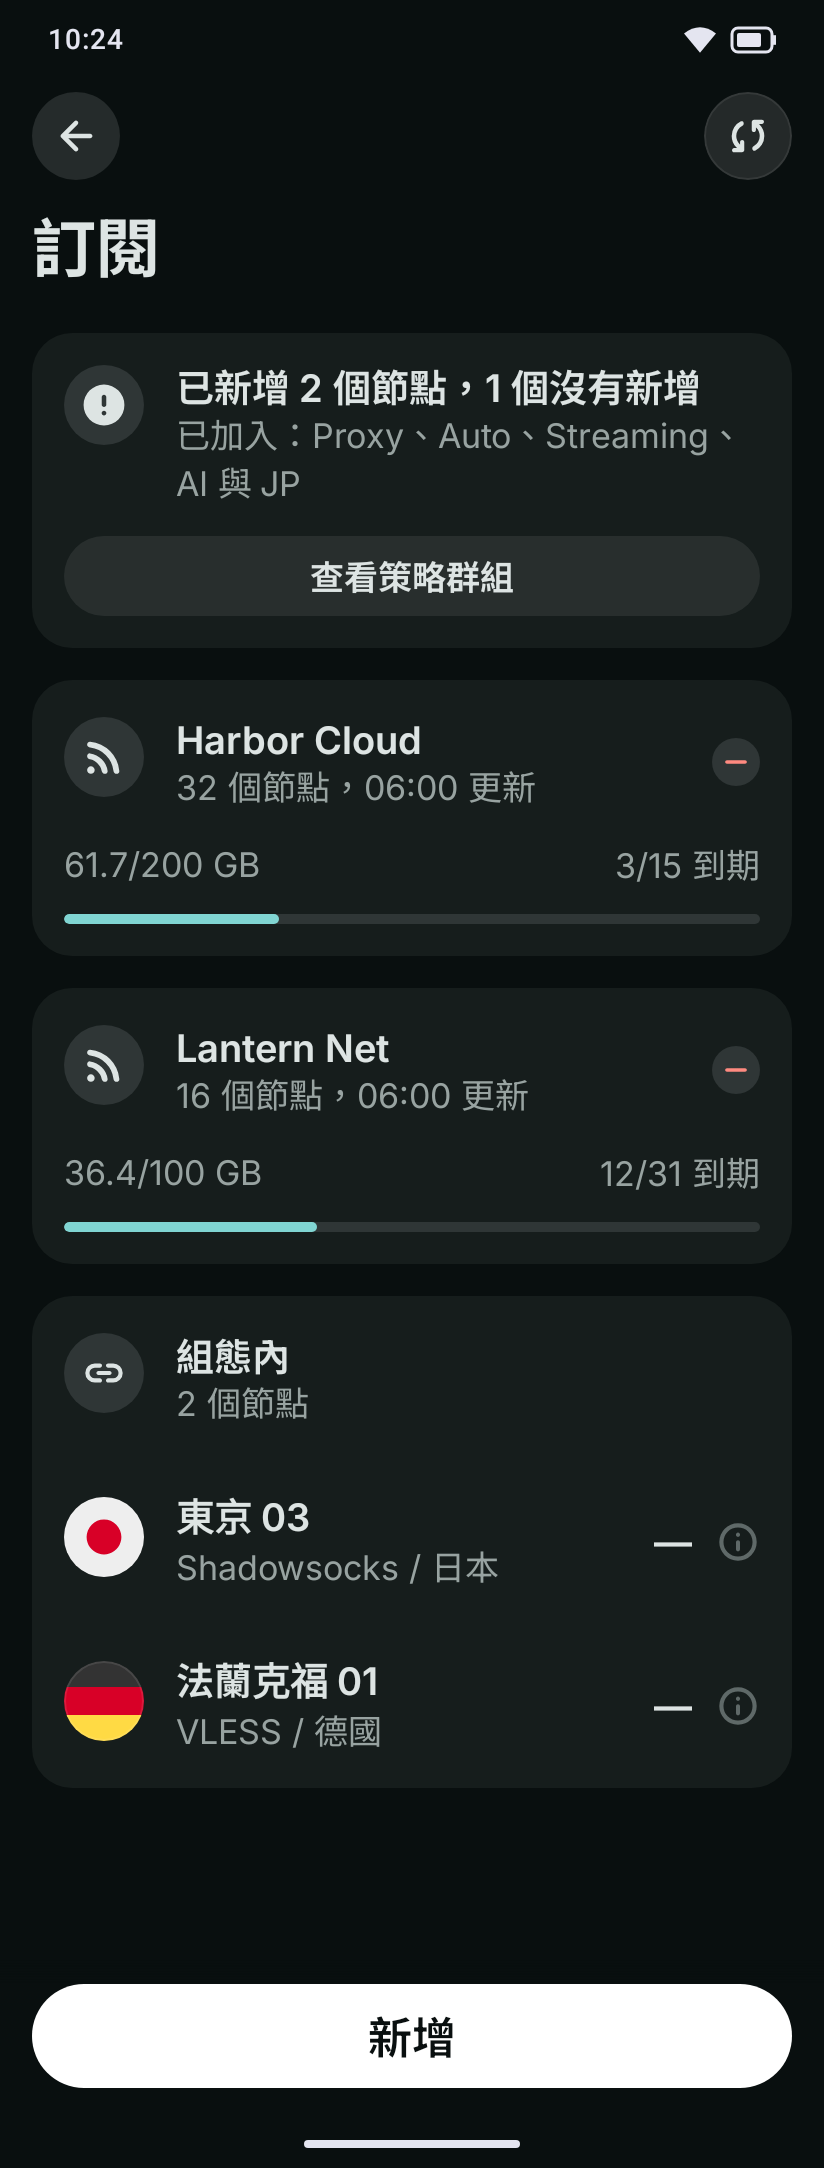 10:24
訂閱
已新增 2 個節點，1 個沒有新增
已加入：Proxy、Auto、Streaming、
AI 與 JP
查看策略群組
Harbor Cloud
32 個節點，06:00 更新
61.7/200 GB
3/15 到期
Lantern Net
16 個節點，06:00 更新
36.4/100 GB
12/31 到期
組態內
2 個節點
東京 03
Shadowsocks / 日本
—
法蘭克福 01
VLESS / 德國
—
新增